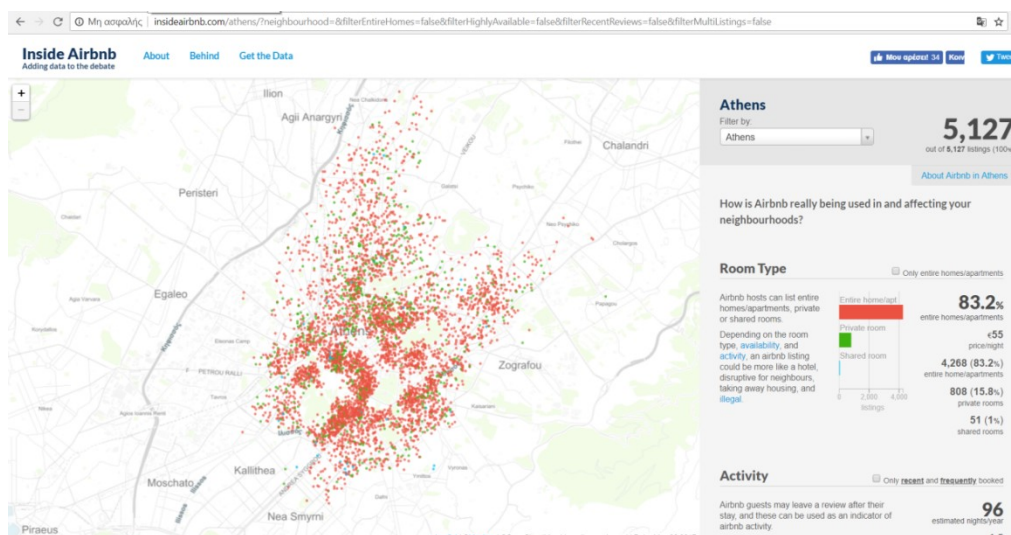 Μη ασφαλής | insideairbnb.com/athens/?neighbourhood=&filterEntireHomes=false&filterHighlyAvailable=false&filterRecentReviews=false&filterMultiListings=false
Inside Airbnb
Adding data to the debate
About
Behind
Get the Data
Μου αρέσει! 34
Κοιν
Twee
+
−
Ilion
Agii Anargyri
Chalandri
Peristeri
Egaleo
Athens
Zografou
PETROU RALLI
Kallithea
Moschato
Nea Smyrni
Piraeus
Athens
Filter by:
Athens
5,127
out of 5,127 listings (100%
About Airbnb in Athens
How is Airbnb really being used in and affecting your
neighbourhoods?
Room Type
Only entire homes/apartments
Airbnb hosts can list entire
homes/apartments, private
or shared rooms.
Depending on the room
type, availability, and
activity, an airbnb listing
could be more like a hotel,
disruptive for neighbours,
taking away housing, and
illegal.
Entire home/apt
Private room
Shared room
0 2,000 4,000
listings
83.2%
entire homes/apartments
€55
price/night
4,268 (83.2%)
entire home/apartments
808 (15.8%)
private rooms
51 (1%)
shared rooms
Activity
Only recent and frequently booked
Airbnb guests may leave a review after their
stay, and these can be used as an indicator of
airbnb activity.
96
estimated nights/year